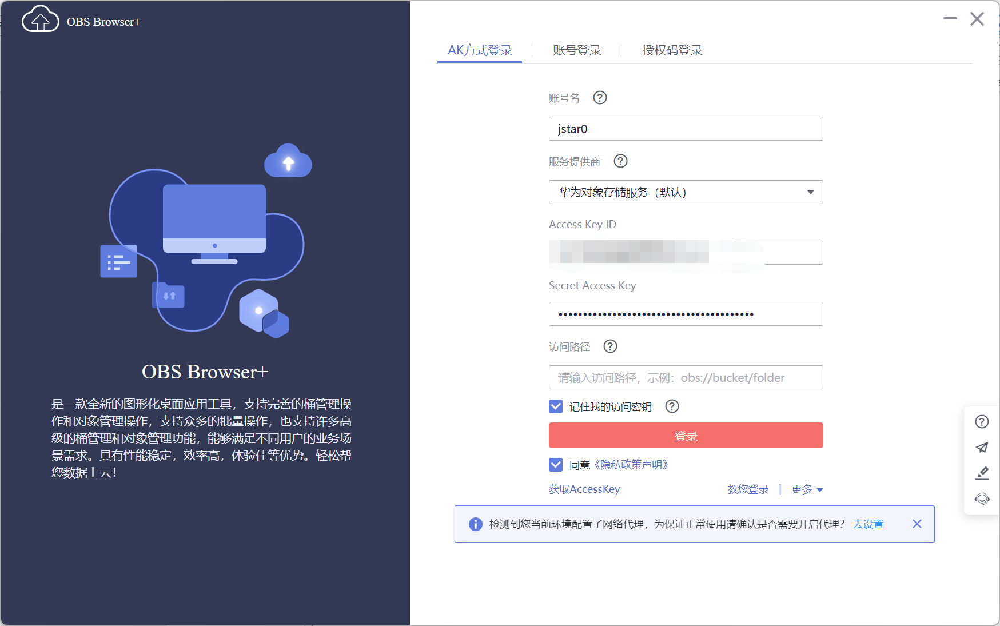 OBS Browser+
AK方式登录
账号登录
授权码登录
账号名
jstar0
服务提供商
华为对象存储服务（默认）
Access Key ID
Secret Access Key
••••••••••••••••••••••••••••••••••••••••
访问路径
请输入访问路径，示例：obs://bucket/folder
记住我的访问密钥
登录
同意《隐私政策声明》
获取AccessKey
教您登录 | 更多
检测到您当前环境配置了网络代理，为保证正常使用请确认是否需要开启代理？ 去设置
OBS Browser+
是一款全新的图形化桌面应用工具，支持完善的桶管理操
作和对象管理操作，支持众多的批量操作，也支持许多高
级的桶管理和对象管理功能，能够满足不同用户的业务场
景需求。具有性能稳定，效率高，体验佳等优势。轻松帮
您数据上云！